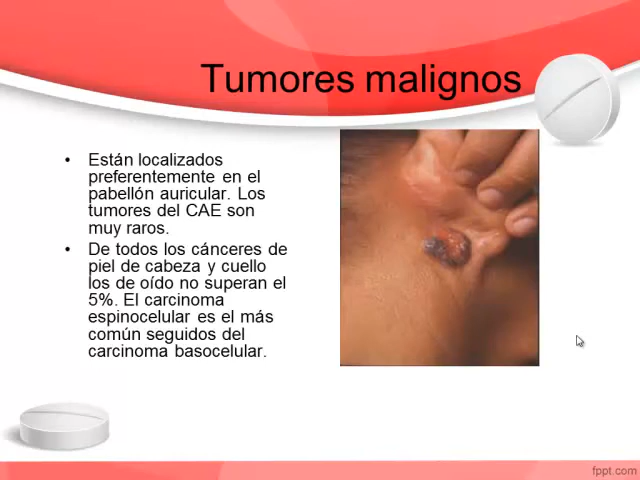 Tumores malignos
• Están localizados
preferentemente en el
pabellón auricular. Los
tumores del CAE son
muy raros.
• De todos los cánceres de
piel de cabeza y cuello
los de oído no superan el
5%. El carcinoma
espinocelular es el más
común seguidos del
carcinoma basocelular.
fppt.com